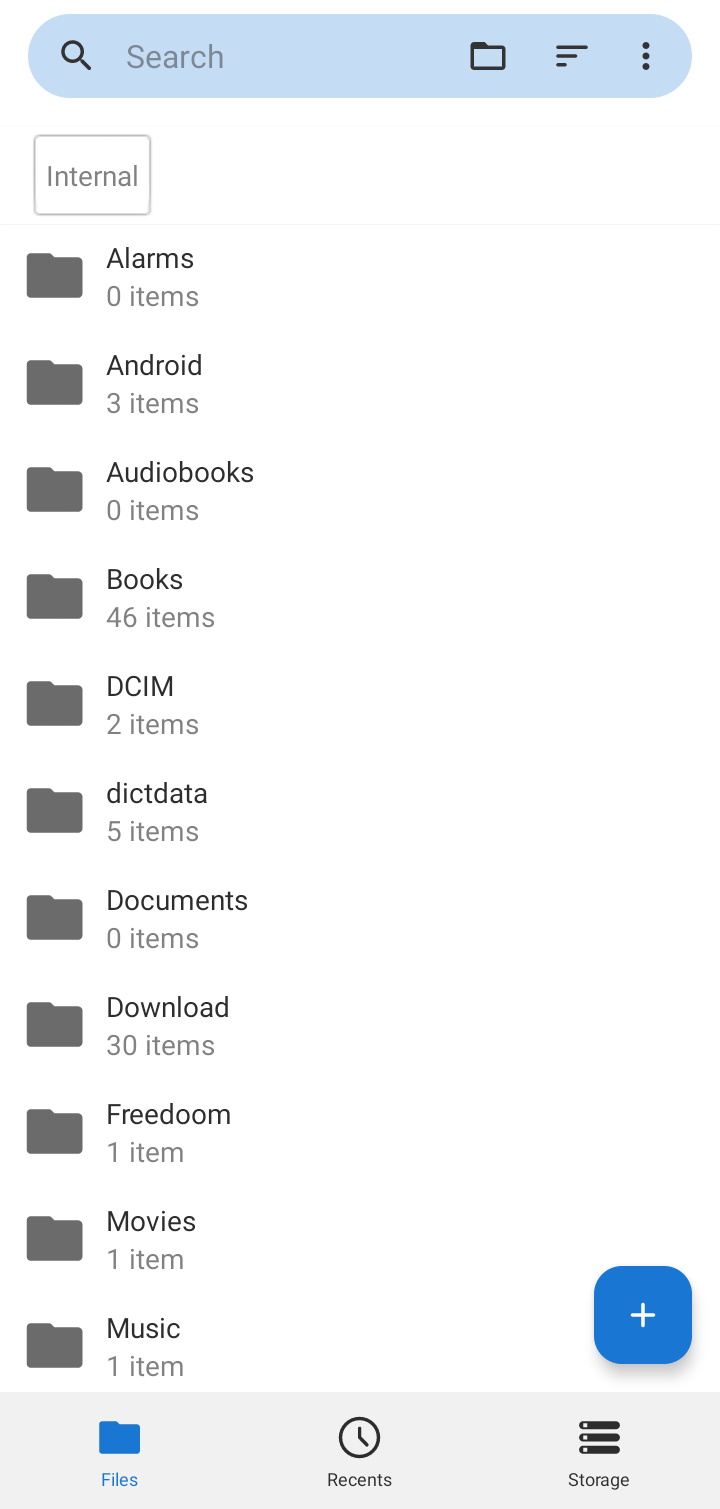 Search
Internal
Alarms
0 items
Android
3 items
Audiobooks
0 items
Books
46 items
DCIM
2 items
dictdata
5 items
Documents
0 items
Download
30 items
Freedoom
1 item
Movies
1 item
Music
1 item
Files
Recents
Storage